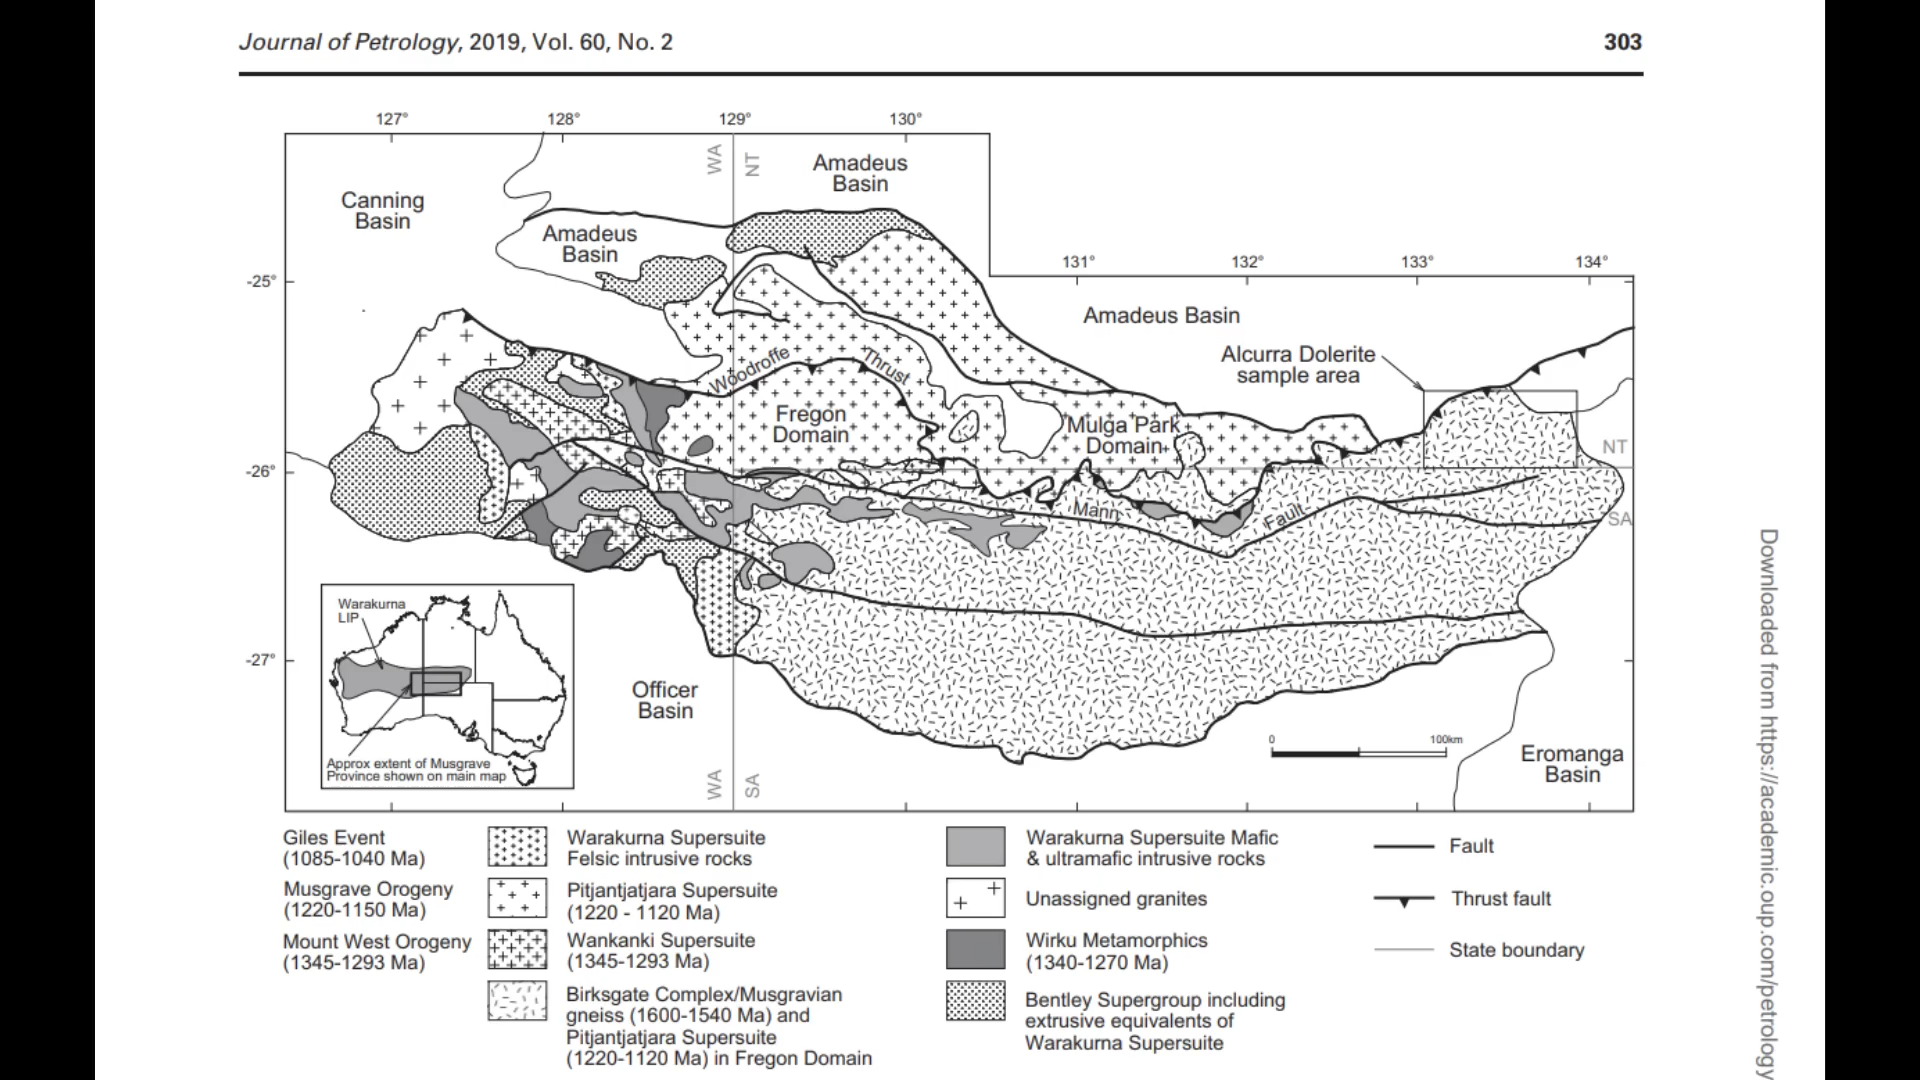 Journal of Petrology, 2019, Vol. 60, No. 2
303
127°
128°
129°
130°
WA
NT
Amadeus
Basin
Canning
Basin
Amadeus
Basin
131°
132°
133°
134°
-25°
Amadeus Basin
Alcurra Dolerite
sample area
Woodroffe
Thrust
Fregon
Domain
Mulga Park
Domain
NT
-26°
Mann
Fault
SA
-27°
Warakurna
LIP
Officer
Basin
0
100km
Approx extent of Musgrave
Province shown on main map
WA
SA
Eromanga
Basin
Giles Event
(1085-1040 Ma)
Warakurna Supersuite
Felsic intrusive rocks
Warakurna Supersuite Mafic
& ultramafic intrusive rocks
Fault
Musgrave Orogeny
(1220-1150 Ma)
Pitjantjatjara Supersuite
(1220 - 1120 Ma)
Unassigned granites
Thrust fault
Mount West Orogeny
(1345-1293 Ma)
Wankanki Supersuite
(1345-1293 Ma)
Wirku Metamorphics
(1340-1270 Ma)
State boundary
Birksgate Complex/Musgravian
gneiss (1600-1540 Ma) and
Pitjantjatjara Supersuite
(1220-1120 Ma) in Fregon Domain
Bentley Supergroup including
extrusive equivalents of
Warakurna Supersuite
Downloaded from https://academic.oup.com/petrology